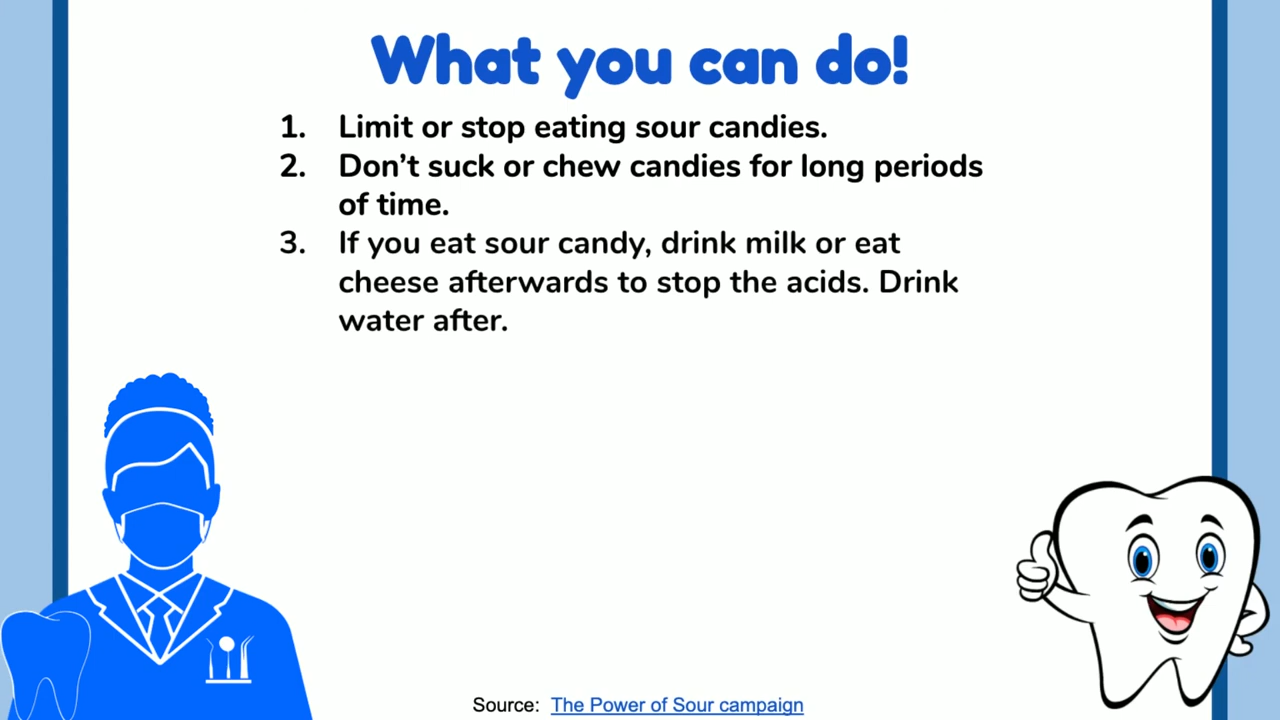 What you can do!
1. Limit or stop eating sour candies.
2. Don’t suck or chew candies for long periods
of time.
3. If you eat sour candy, drink milk or eat
cheese afterwards to stop the acids. Drink
water after.
Source: The Power of Sour campaign